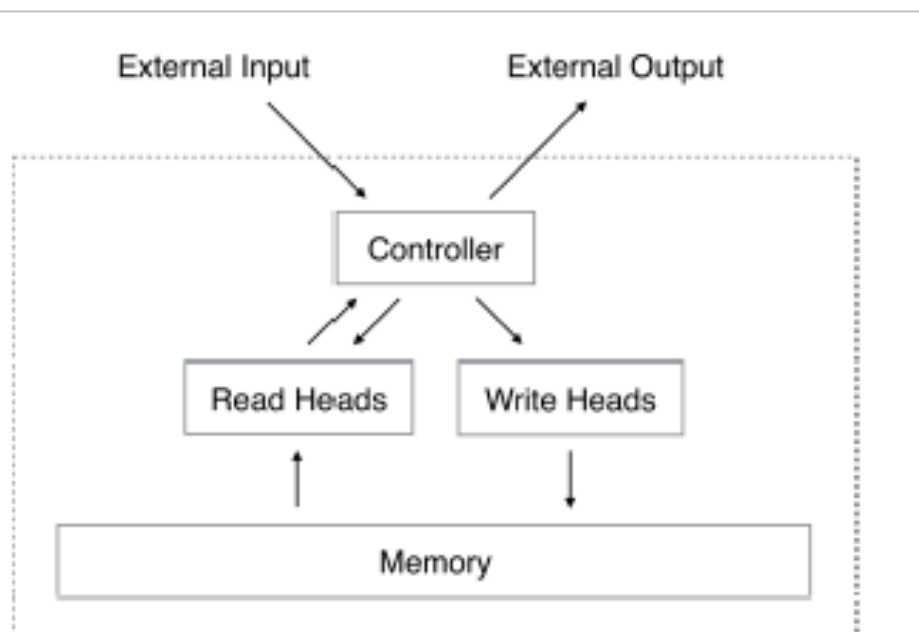 External Input External Output
Controller
Read Heads Write Heads
Memory